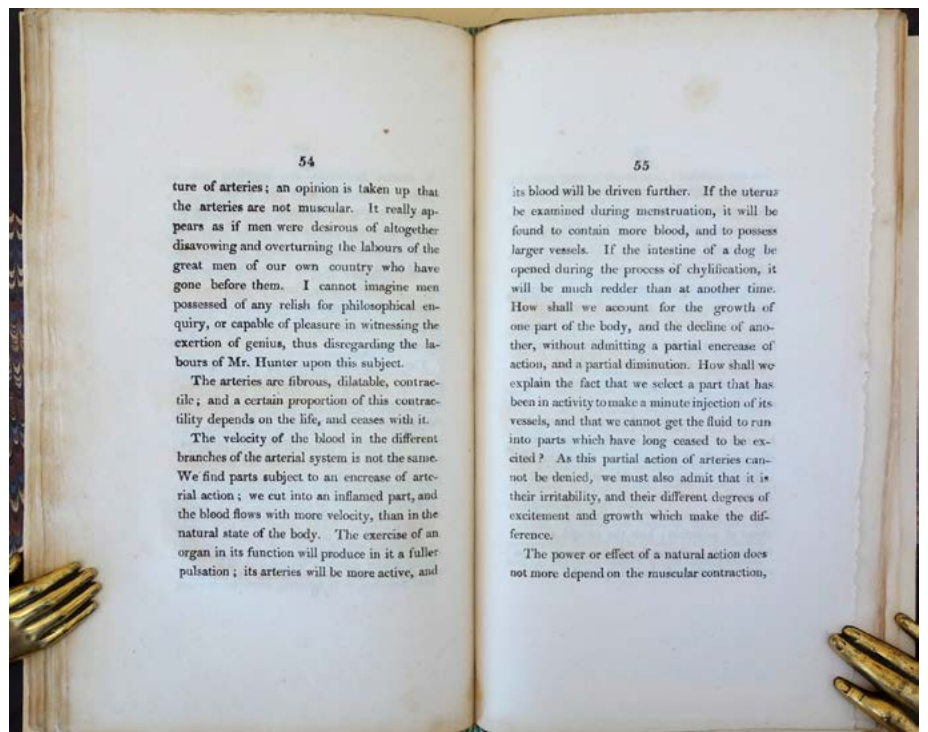 54
ture of arteries; an opinion is taken up that
the arteries are not muscular. It really ap-
pears as if men were desirous of altogether
disavowing and overturning the labours of the
great men of our own country who have
gone before them. I cannot imagine men
possessed of any relish for philosophical en-
quiry, or capable of pleasure in witnessing the
exertion of genius, thus disregarding the la-
bours of Mr. Hunter upon this subject.
The arteries are fibrous, dilatable, contrac-
tile; and a certain proportion of this contrac-
tility depends on the life, and ceases with it.
The velocity of the blood in the different
branches of the arterial system is not the same.
We find parts subject to an encrease of arte-
rial action; we cut into an inflamed part, and
the blood flows with more velocity, than in the
natural state of the body. The exercise of an
organ in its function will produce in it a fuller
pulsation; its arteries will be more active, and
55
its blood will be driven further. If the uterus
be examined during menstruation, it will be
found to contain more blood, and to possess
larger vessels. If the intestine of a dog be
opened during the process of chylification, it
will be much redder than at another time.
How shall we account for the growth of
one part of the body, and the decline of ano-
ther, without admitting a partial encrease of
action, and a partial diminution. How shall we
explain the fact that we select a part that has
been in activity to make a minute injection of its
vessels, and that we cannot get the fluid to run
into parts which have long ceased to be ex-
cited? As this partial action of arteries can-
not be denied, we must also admit that it is
their irritability, and their different degrees of
excitement and growth which make the dif-
ference.
The power or effect of a natural action does
not more depend on the muscular contraction,